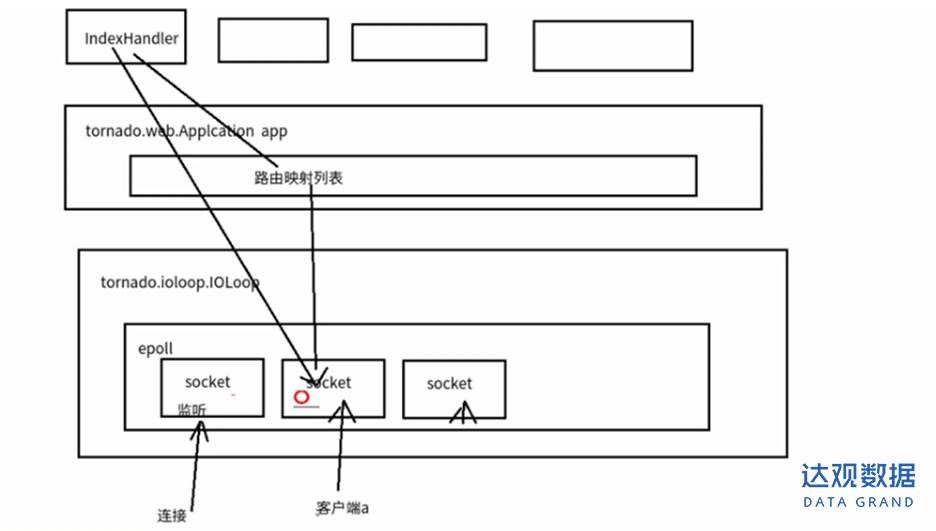 IndexHandler
tornado.web.Applcation app
路由映射列表
tornado.ioloop.IOLoop
epoll
socket
监听
socket
socket
连接
客户端a
达观数据
DATA GRAND